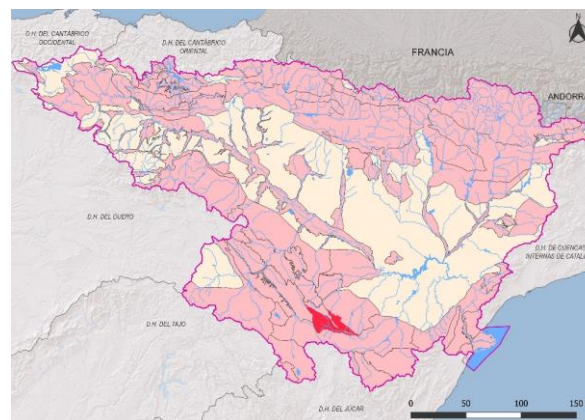 D.H. DEL CANTÁBRICO
OCCIDENTAL
D.H. DEL CANTÁBRICO
ORIENTAL
N
FRANCIA
ANDORRA
D.H. DEL DUERO
D.H. DE CUENCAS
INTERNAS DE CATALU
D.H. DEL TAJO
D.H. DEL JÚCAR
0 50 100 150